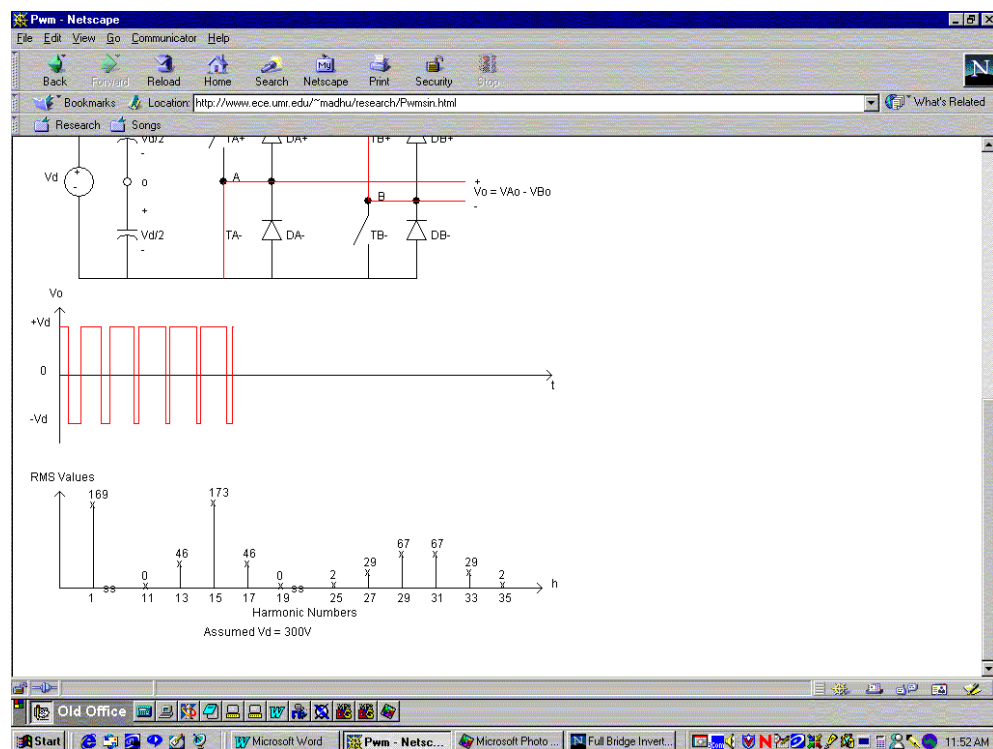 Pwm - Netscape
File Edit View Go Communicator Help
Back Forward Reload Home Search Netscape Print Security Stop
My
N
Bookmarks Location: http://www.ece.umr.edu/~madhu/research/Pwmsin.html What's Related
Research Songs
Vd/2 TA+ DA+ TB+ DB+
-
Vd + - o A +
Vo = VAo - VBo
B -
+
Vd/2 TA- DA- TB- DB-
-
Vo
+Vd
0
t
-Vd
RMS Values
169 173
46 46 67 67
0 0 2 29 29 2
h
1 11 13 15 17 19 25 27 29 31 33 35
Harmonic Numbers
Assumed Vd = 300V
Old Office
Start Microsoft Word Pwm - Netsc... Microsoft Photo ... Full Bridge Invert... 11:52 AM